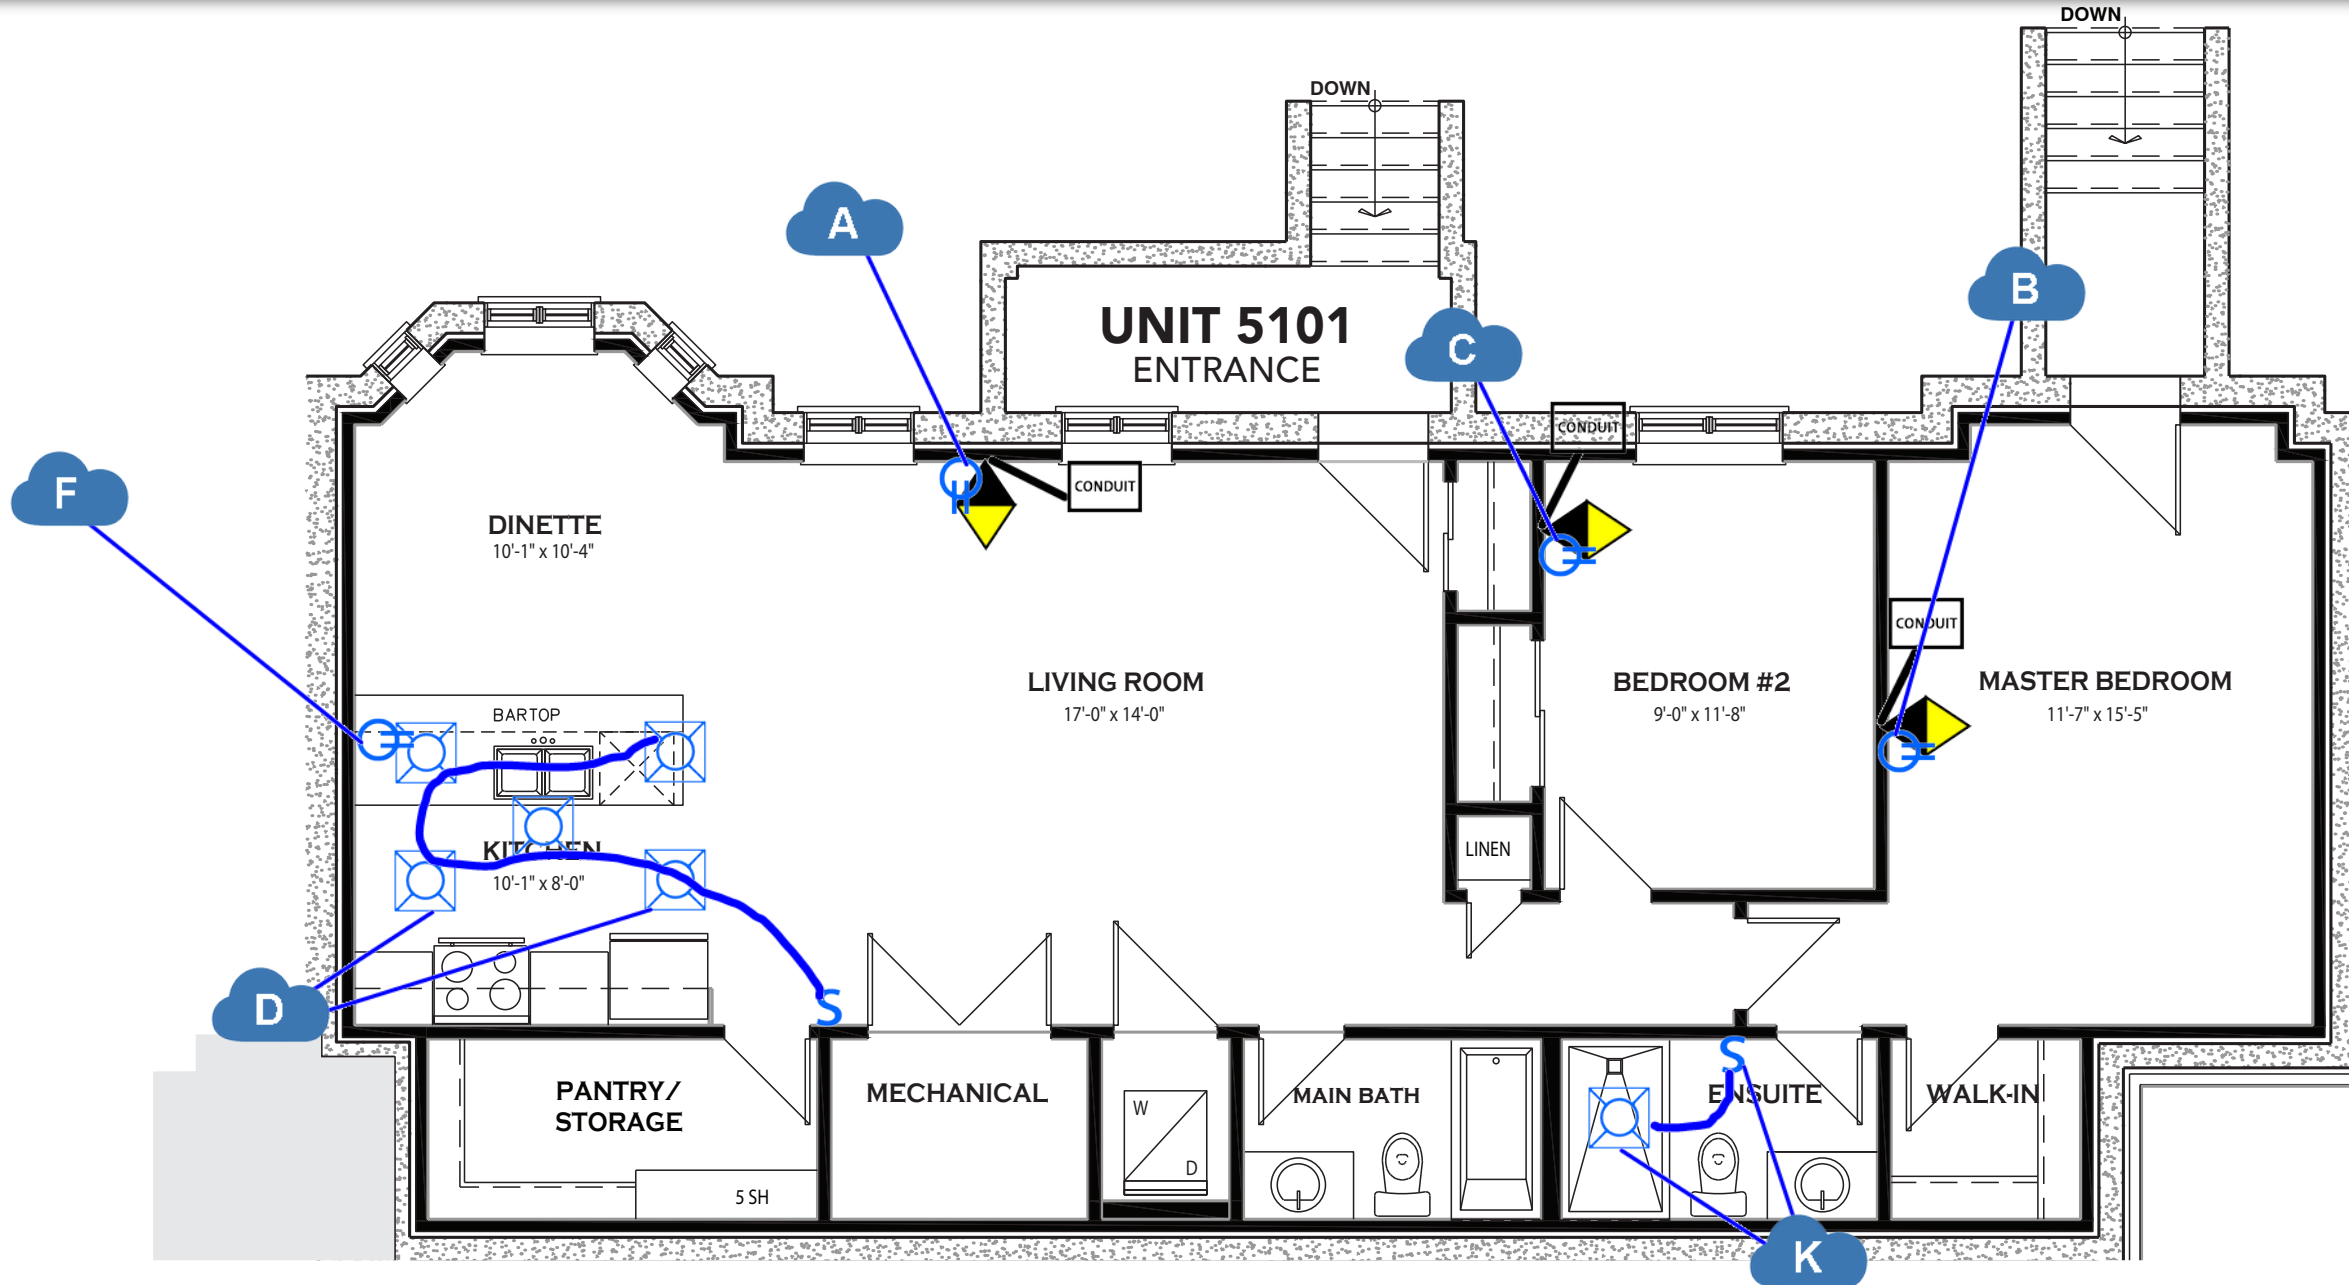 DOWN
DOWN
A
B
UNIT 5101
ENTRANCE
C
CONDUIT
F
CONDUIT
DINETTE
10'-1" x 10'-4"
CONDUIT
LIVING ROOM
17'-0" x 14'-0"
BEDROOM #2
9'-0" x 11'-8"
MASTER BEDROOM
11'-7" x 15'-5"
BARTOP
KITCHEN
10'-1" x 8'-0"
LINEN
D
S
S
PANTRY/
STORAGE
MECHANICAL
W
D
MAIN BATH
ENSUITE
WALK-IN
5 SH
K